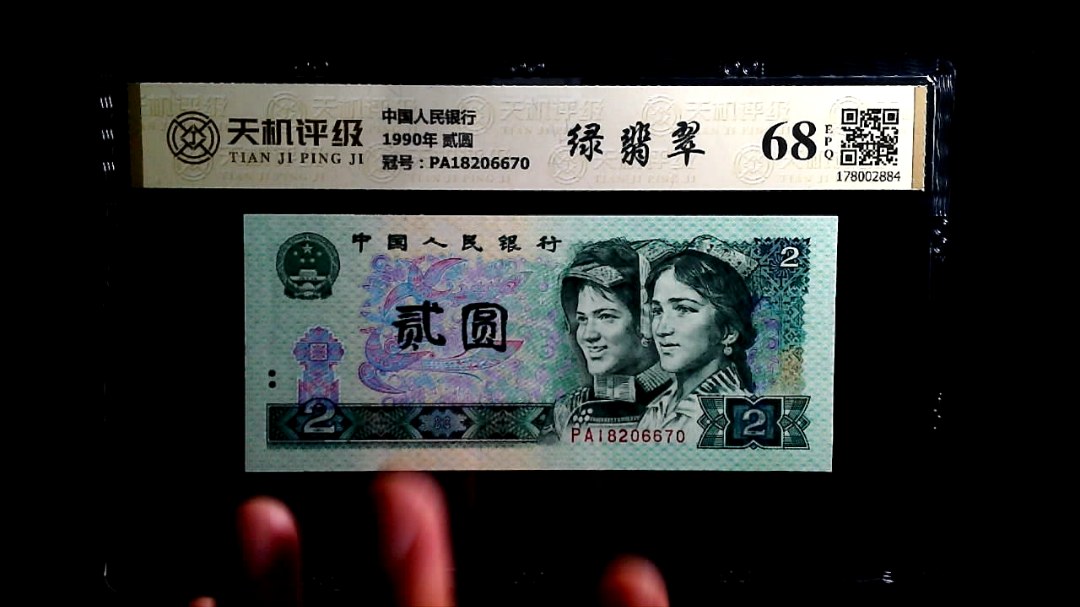 天机评级
TIAN JI PING JI
中国人民银行
1990年 贰圆
冠号：PA18206670
绿翡翠
68
EPQ
178002884
中国人民银行
2
贰圆
2
PA18206670
2